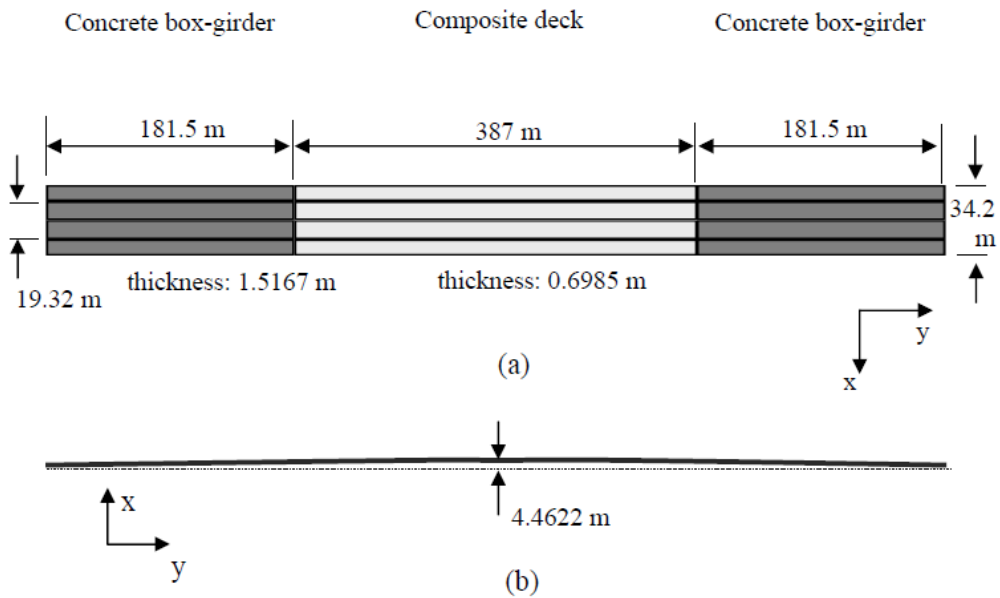 Concrete box-girder Composite deck Concrete box-girder
181.5 m 387 m 181.5 m
34.2
m
thickness: 1.5167 m thickness: 0.6985 m
19.32 m
y
x
(a)
x
4.4622 m
y
(b)